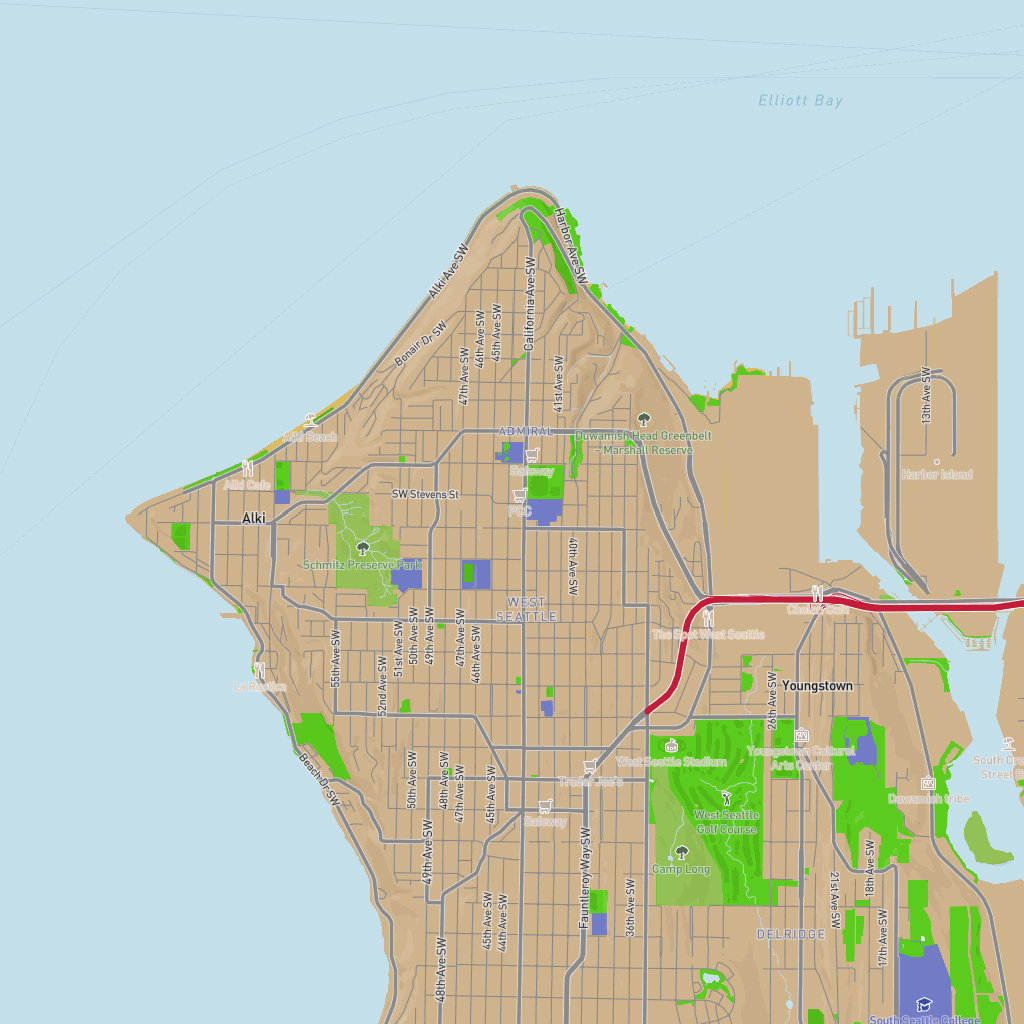 Elliott Bay
Harbor Ave SW
Alki Ave SW
California Ave SW
Bonair Dr SW
46th Ave SW
45th Ave SW
47th Ave SW
41st Ave SW
13th Ave SW
Alki Beach
ADMIRAL
Duwamish Head Greenbelt
- Marshall Reserve
Safeway
Harbor Island
Alki Cafe
SW Stevens St
PCC
Alki
40th Ave SW
Schmitz Preserve Park
WEST
SEATTLE
Chelan Cafe
The Spot West Seattle
55th Ave SW
52nd Ave SW
51st Ave SW
50th Ave SW
49th Ave SW
47th Ave SW
46th Ave SW
La Rustica
Youngstown
26th Ave SW
West Seattle Stadium
Youngstown Cultural
Arts Center
Trader Joe's
Beach Dr SW
50th Ave SW
48th Ave SW
47th Ave SW
45th Ave SW
Safeway
West Seattle
Golf Course
Duwamish tribe
Camp Long
49th Ave SW
Fauntleroy Way SW
36th Ave SW
21st Ave SW
18th Ave SW
17th Ave SW
45th Ave SW
44th Ave SW
48th Ave SW
DELRIDGE
South Seattle College